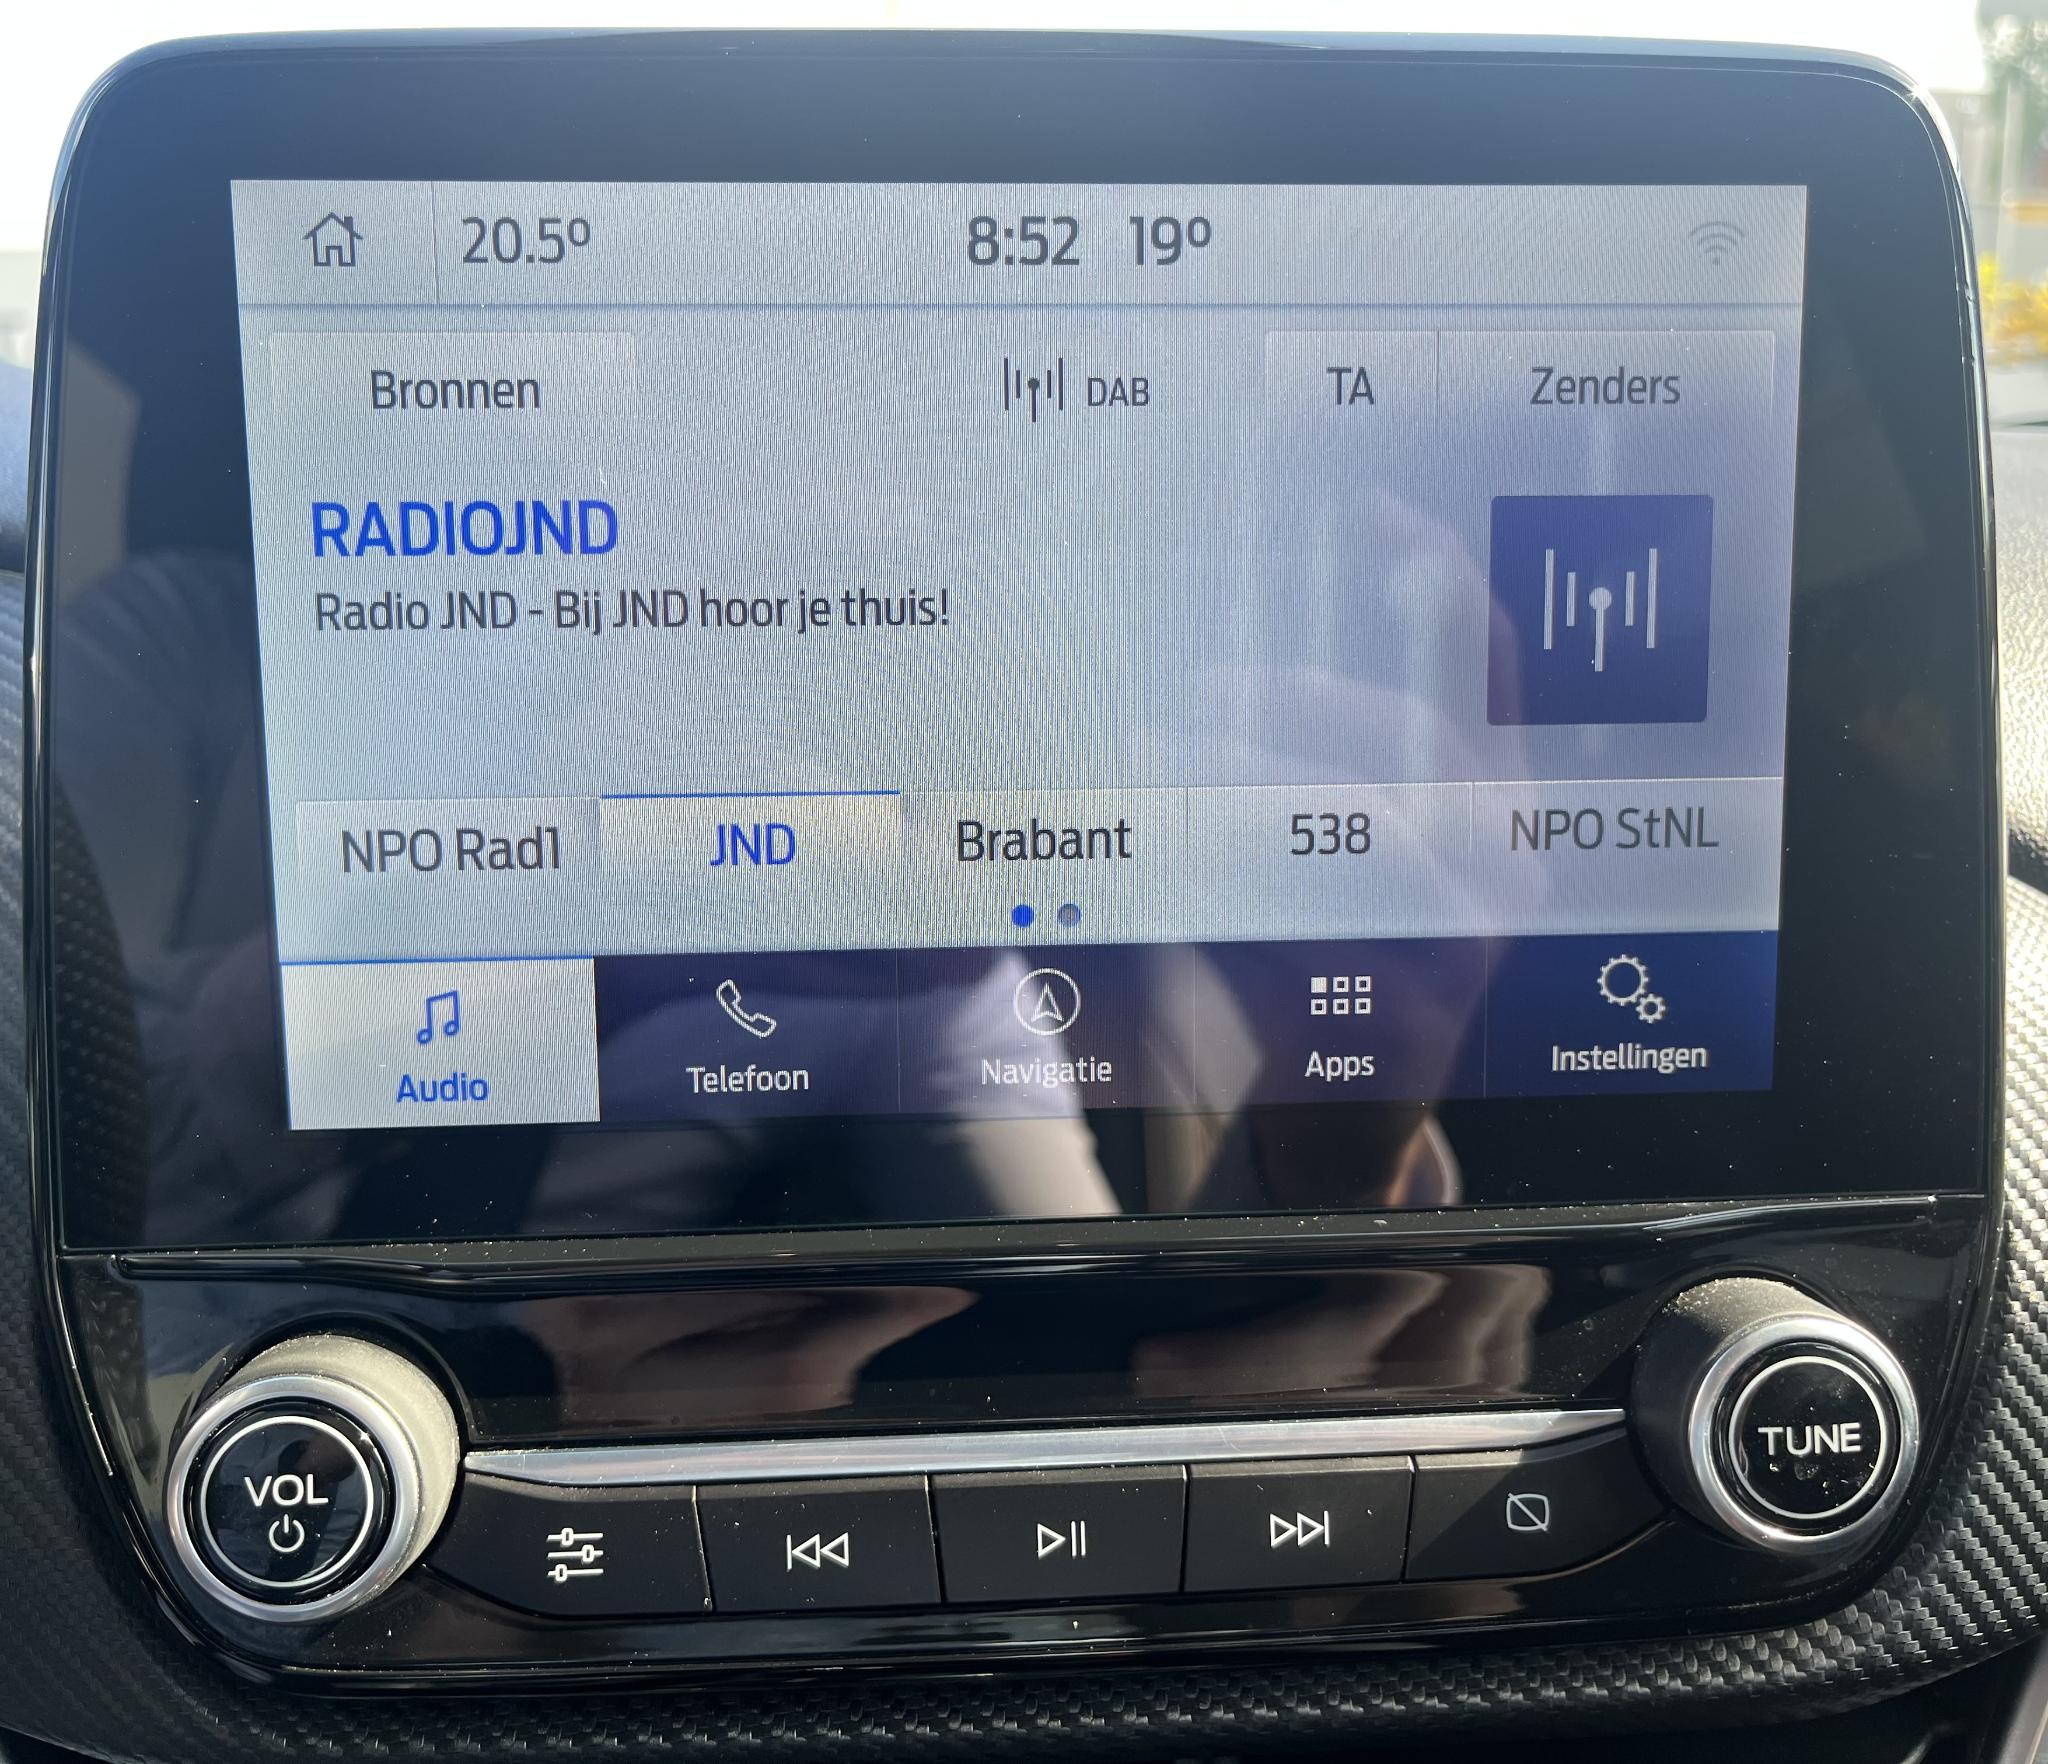 20.5° 8:52 19°
Bronnen DAB TA Zenders
RADIOJND
Radio JND - Bij JND hoor je thuis!
NPO Rad1 JND Brabant 538 NPO StNL
Audio Telefoon Navigatie Apps Instellingen
VOL TUNE